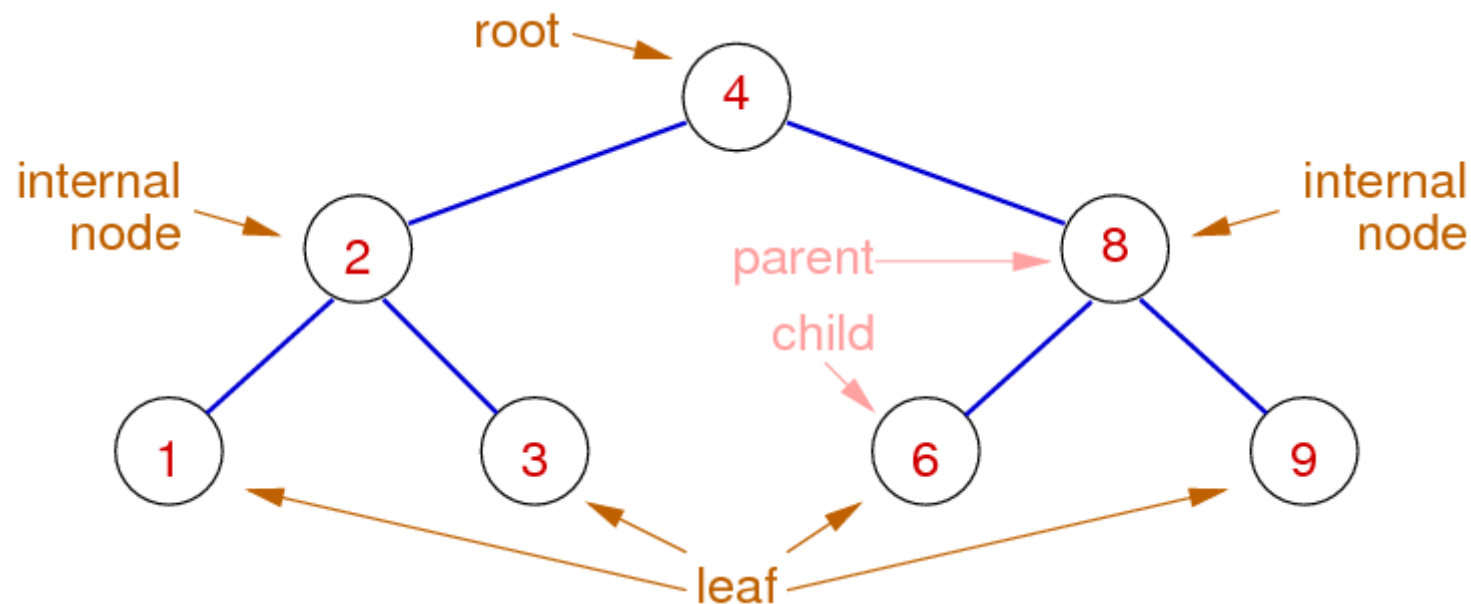 root
4
internal
node
2
internal
node
8
parent
child
1
3
6
9
leaf